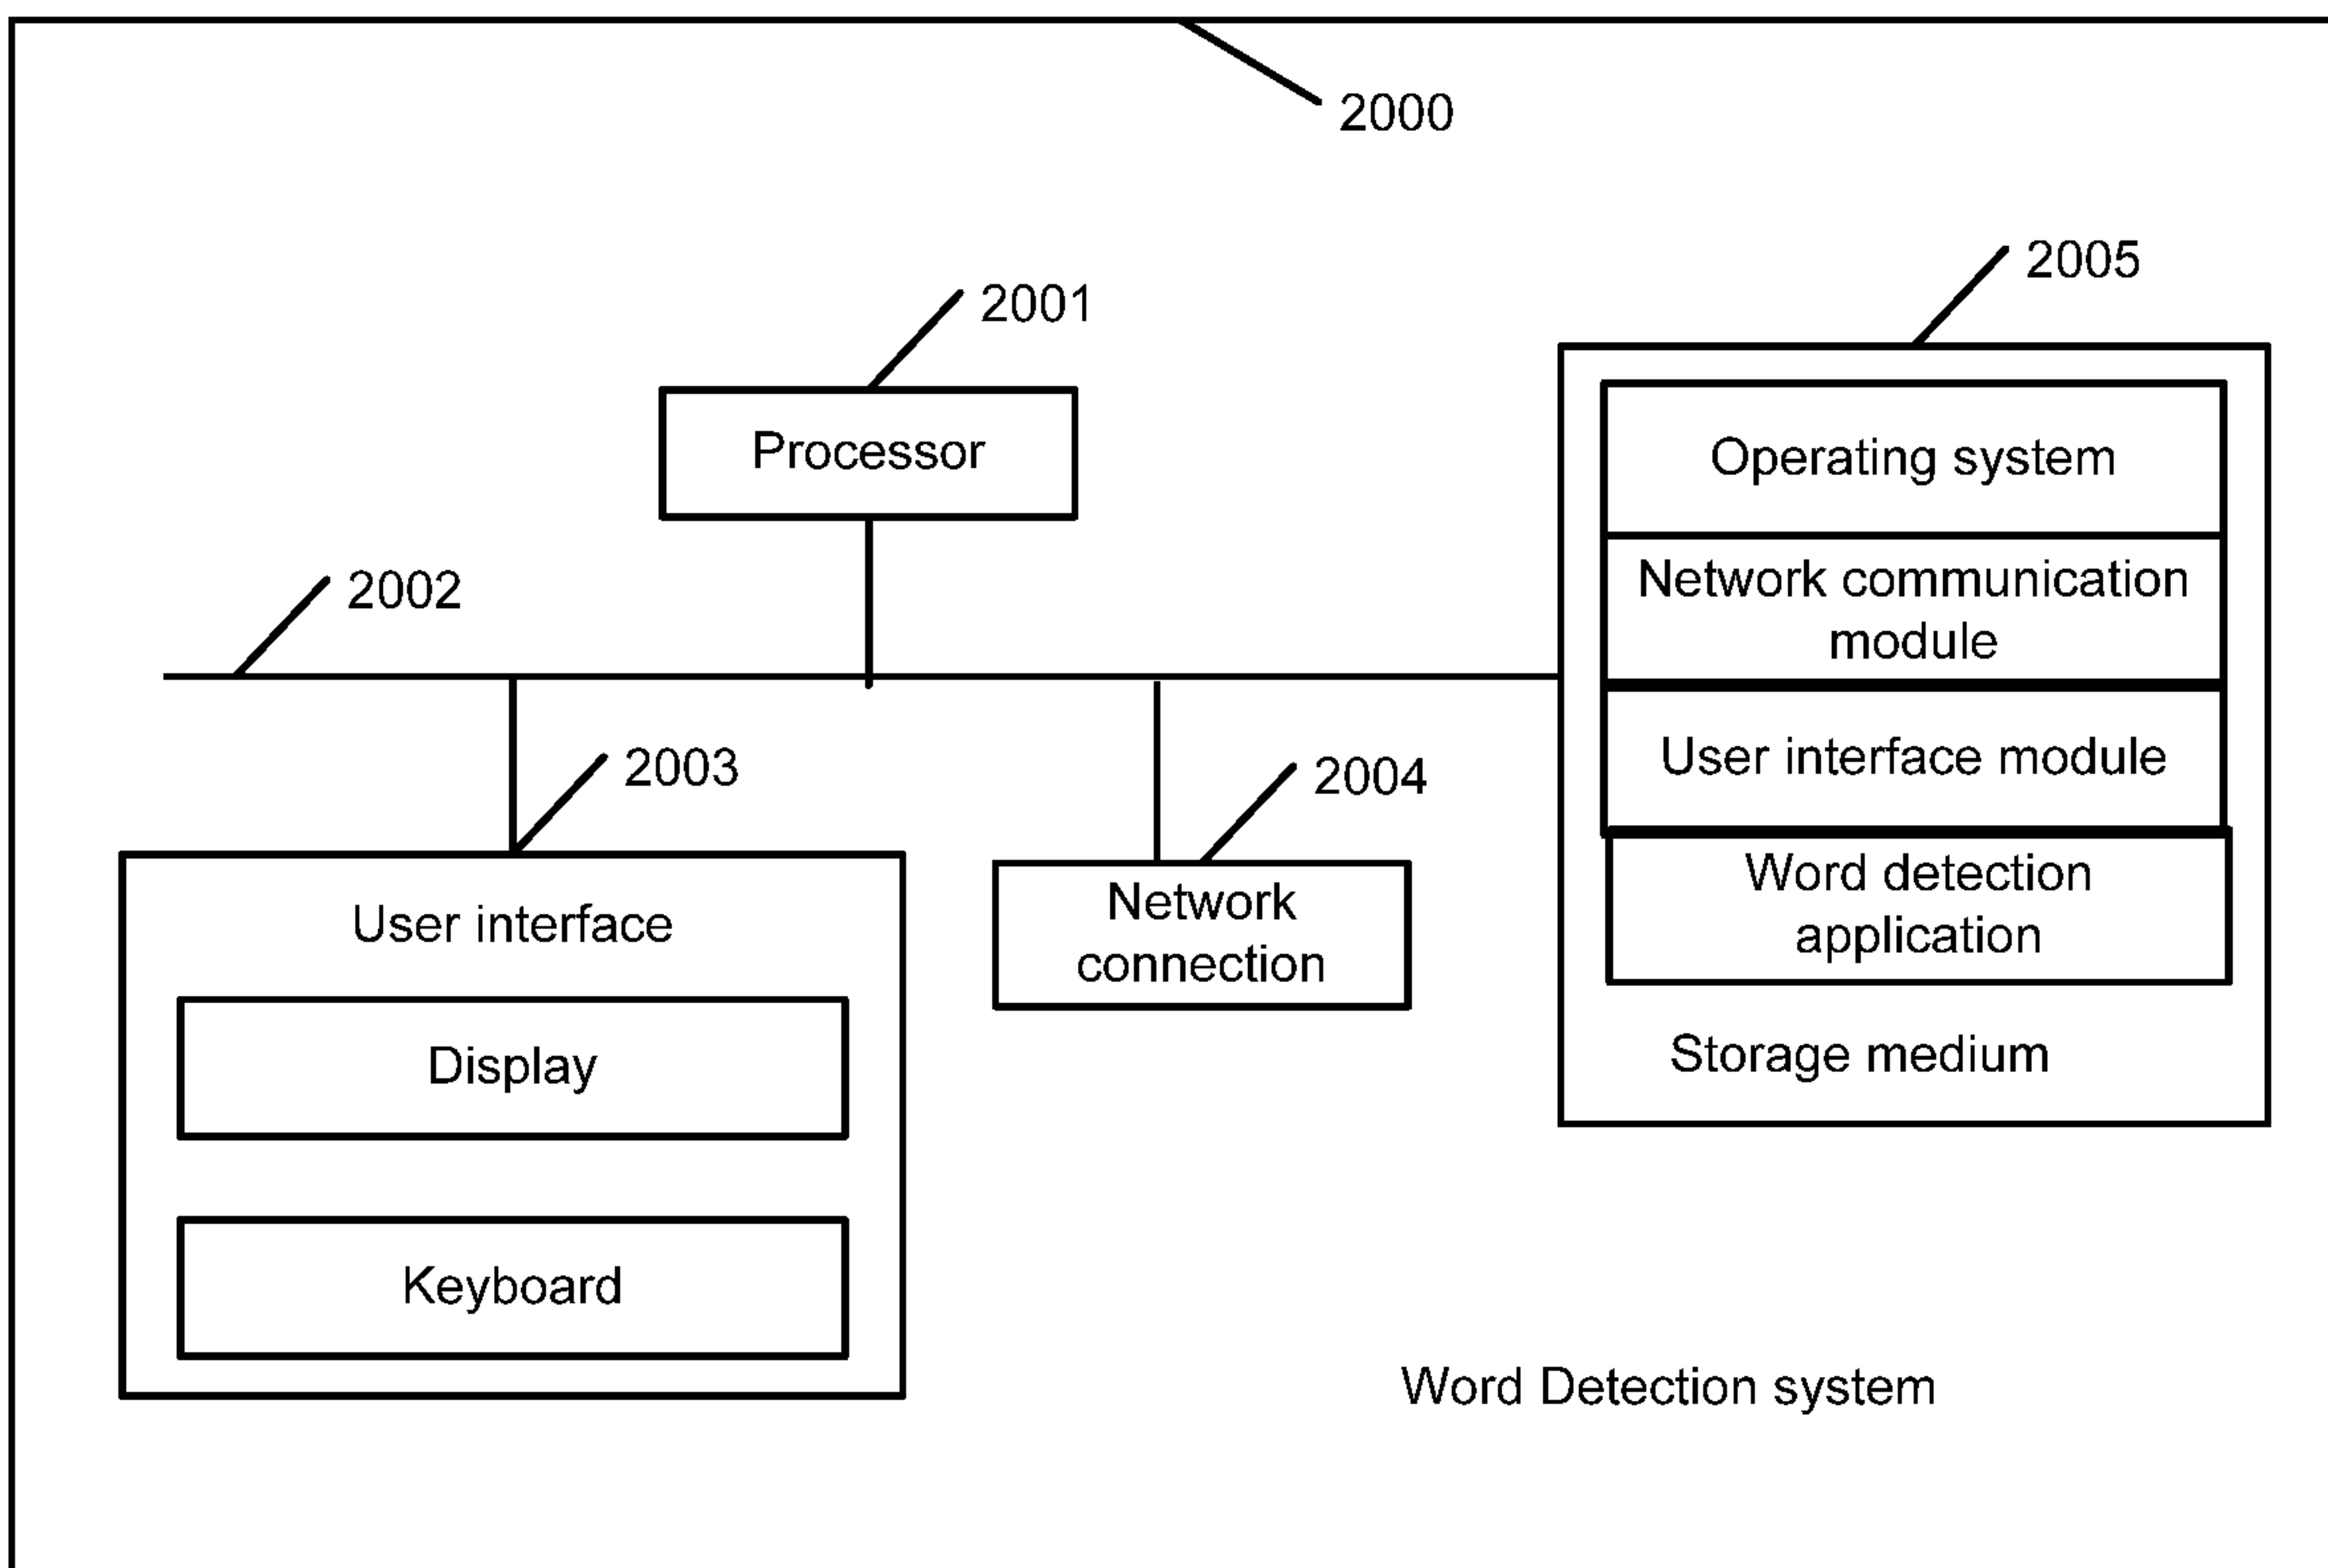 2000
2005
2001
Processor
Operating system
Network communication
module
2002
User interface module
2003
2004
Word detection
application
Network
connection
User interface
Display
Storage medium
Keyboard
Word Detection system